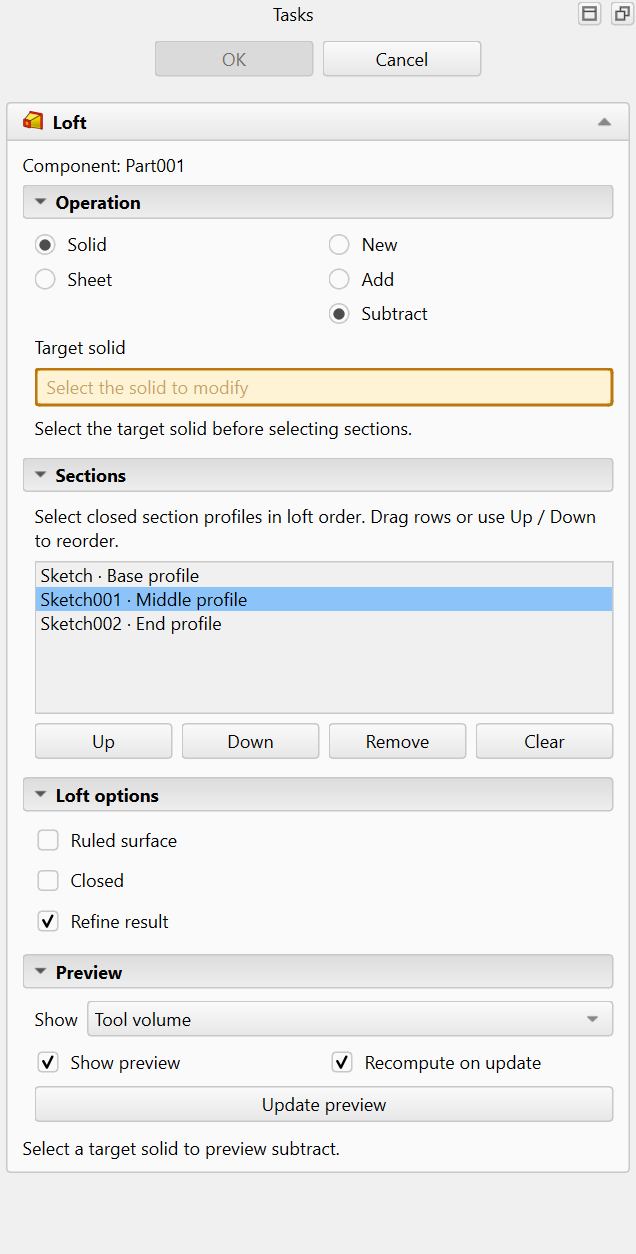 Tasks
OK Cancel
Loft
Component: Part001
Operation
Solid New
Sheet Add
Subtract
Target solid
Select the solid to modify
Select the target solid before selecting sections.
Sections
Select closed section profiles in loft order. Drag rows or use Up / Down
to reorder.
Sketch · Base profile
Sketch001 · Middle profile
Sketch002 · End profile
Up Down Remove Clear
Loft options
Ruled surface
Closed
Refine result
Preview
Show Tool volume
Show preview Recompute on update
Update preview
Select a target solid to preview subtract.